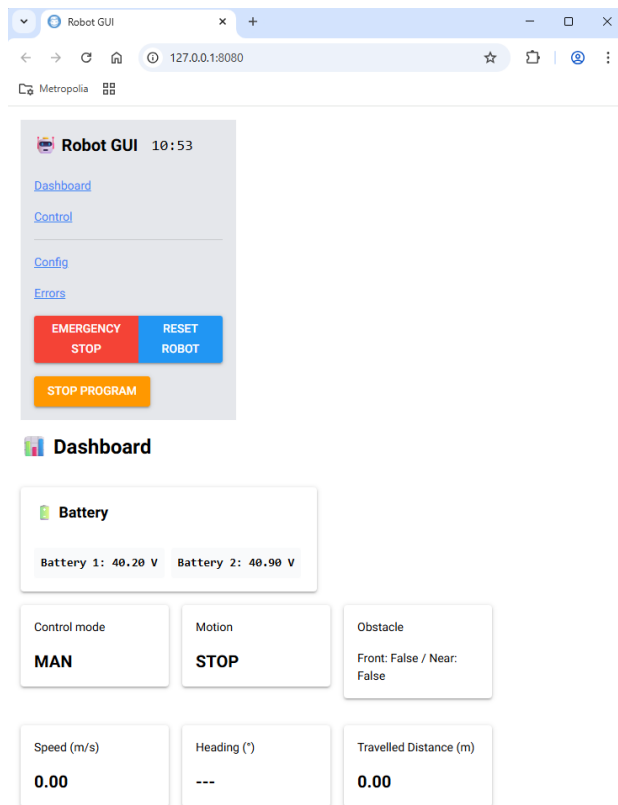 Robot GUI
127.0.0.1:8080
Metropolia
Robot GUI 10:53
Dashboard
Control
Config
Errors
EMERGENCY
STOP
RESET
ROBOT
STOP PROGRAM
Dashboard
Battery
Battery 1: 40.20 V Battery 2: 40.90 V
Control mode
MAN
Motion
STOP
Obstacle
Front: False / Near:
False
Speed (m/s)
0.00
Heading (°)
---
Travelled Distance (m)
0.00